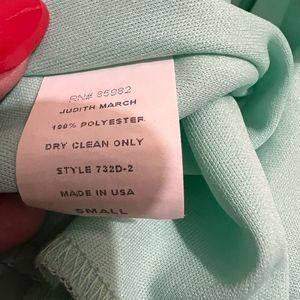 RN# 85982
JUDITH MARCH
100% POLYESTER
DRY CLEAN ONLY
STYLE 732D-2
MADE IN USA
SMALL